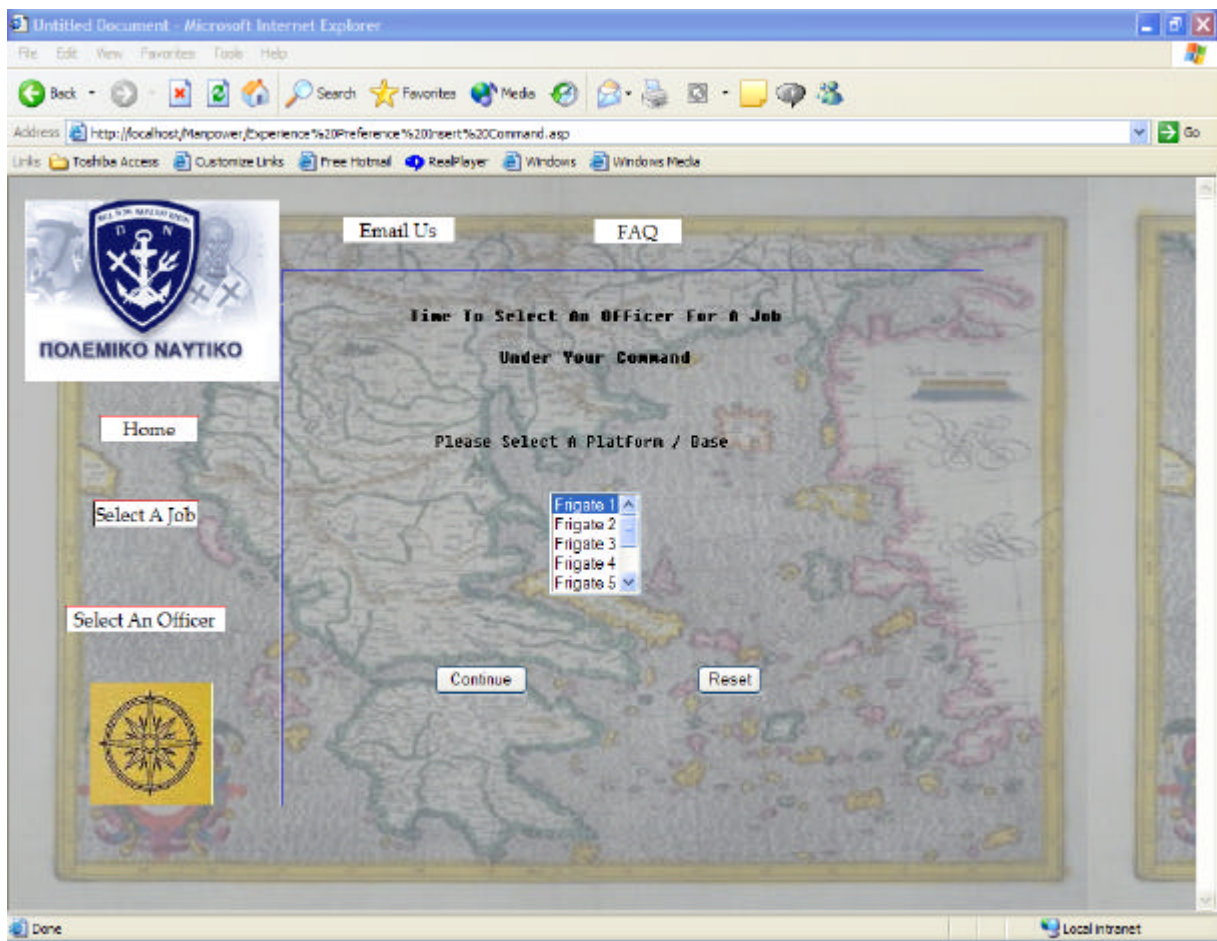 Untitled Document - Microsoft Internet Explorer
File Edit View Favorites Tools Help
Back Search Favorites Media
Address http://localhost/Manpower/Experience%20Preference%20Insert%20Command.asp Go
Links Toshiba Access Customize Links Free Hotmail RealPlayer Windows Windows Media
Email Us FAQ
Π Ν
ΠΟΛΕΜΙΚΟ ΝΑΥΤΙΚΟ
Time To Select An Officer For A Job
Under Your Command
Home
Please Select A Platform / Base
Select A Job
Frigate 1
Frigate 2
Frigate 3
Frigate 4
Frigate 5
Select An Officer
Continue Reset
Done Local intranet